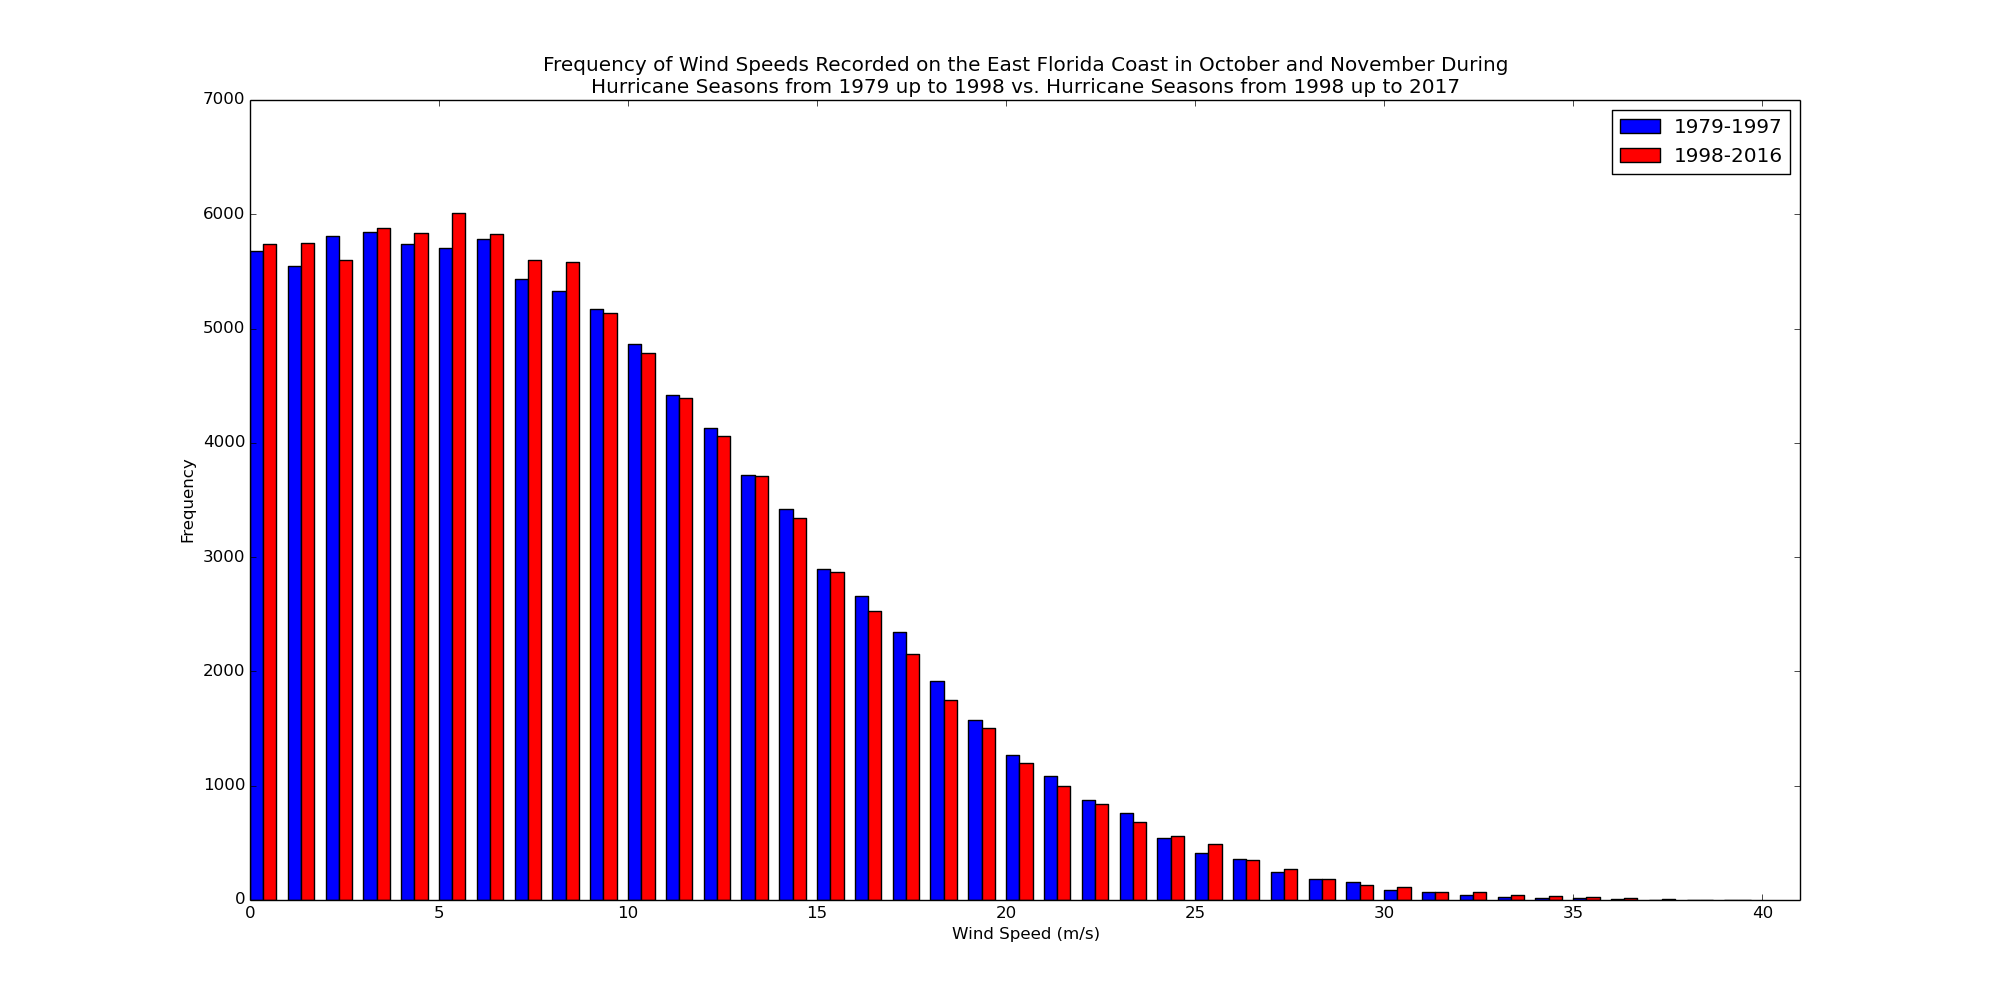 Frequency of Wind Speeds Recorded on the East Florida Coast in October and November During
Hurricane Seasons from 1979 up to 1998 vs. Hurricane Seasons from 1998 up to 2017
7000
6000
5000
4000
3000
2000
1000
0
Frequency
1979-1997
1998-2016
0 5 10 15 20 25 30 35 40
Wind Speed (m/s)